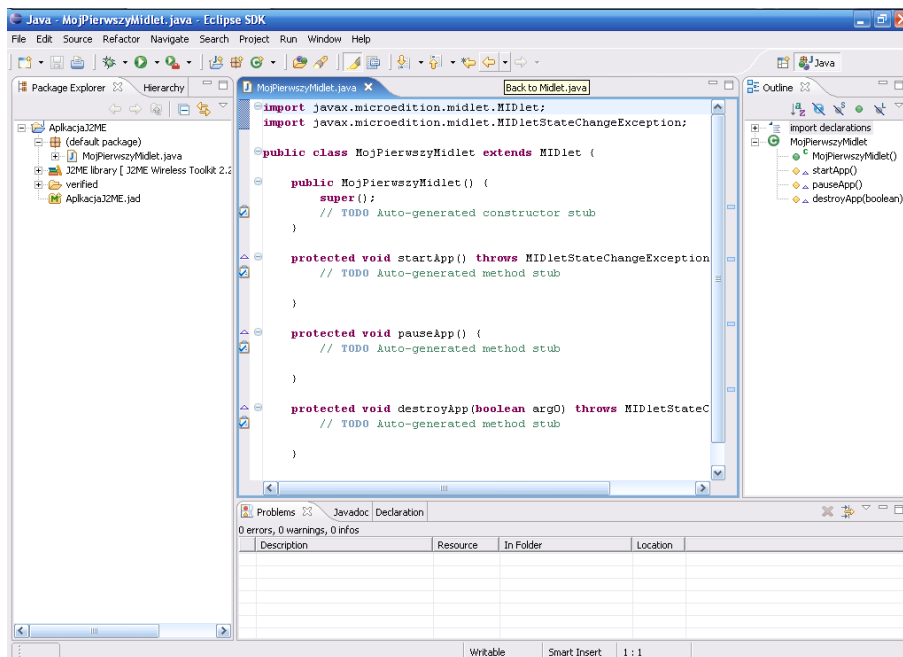 Java - MojPierwszyMidlet.java - Eclipse SDK
File Edit Source Refactor Navigate Search Project Run Window Help
Java
Package Explorer Hierarchy
AplkacjaJ2ME
(default package)
MojPierwszyMidlet.java
J2ME library [ J2ME Wireless Toolkit 2.2
verified
AplkacjaJ2ME.jad
MojPierwszyMidlet.java
Back to Midlet.java
import javax.microedition.midlet.MIDlet;
import javax.microedition.midlet.MIDletStateChangeException;
public class MojPierwszyMidlet extends MIDlet {
public MojPierwszyMidlet() {
super();
// TODO Auto-generated constructor stub
}
protected void startApp() throws MIDletStateChangeException
// TODO Auto-generated method stub
}
protected void pauseApp() {
// TODO Auto-generated method stub
}
protected void destroyApp(boolean arg0) throws MIDletStateC
// TODO Auto-generated method stub
}
Outline
import declarations
MojPierwszyMidlet
MojPierwszyMidlet()
startApp()
pauseApp()
destroyApp(boolean)
Problems Javadoc Declaration
0 errors, 0 warnings, 0 infos
Description Resource In Folder Location
Writable Smart Insert 1 : 1